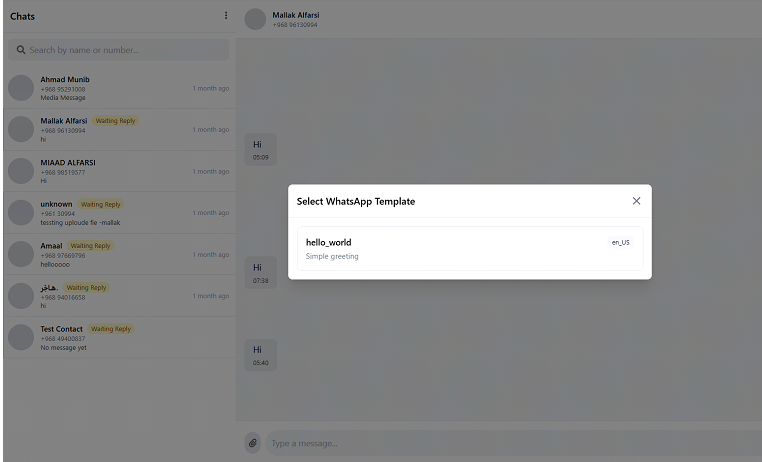 Chats
Search by name or number...
Ahmad Munib
+968 95291008
Media Message
1 month ago
Mallak Alfarsi Waiting Reply
+968 96130994
hi
1 month ago
MIAAD ALFARSI
+968 98519577
Hi
1 month ago
unknown Waiting Reply
+961 30994
tessting uploude fie -mallak
1 month ago
Amaal Waiting Reply
+968 97669796
hellooooo
1 month ago
هاجر. Waiting Reply
+968 94016658
hi
1 month ago
Test Contact Waiting Reply
+968 49400837
No message yet
Mallak Alfarsi
+968 96130994
Hi
05:09
Select WhatsApp Template
hello_world
en_US
Simple greeting
Hi
07:38
Hi
05:40
Type a message...